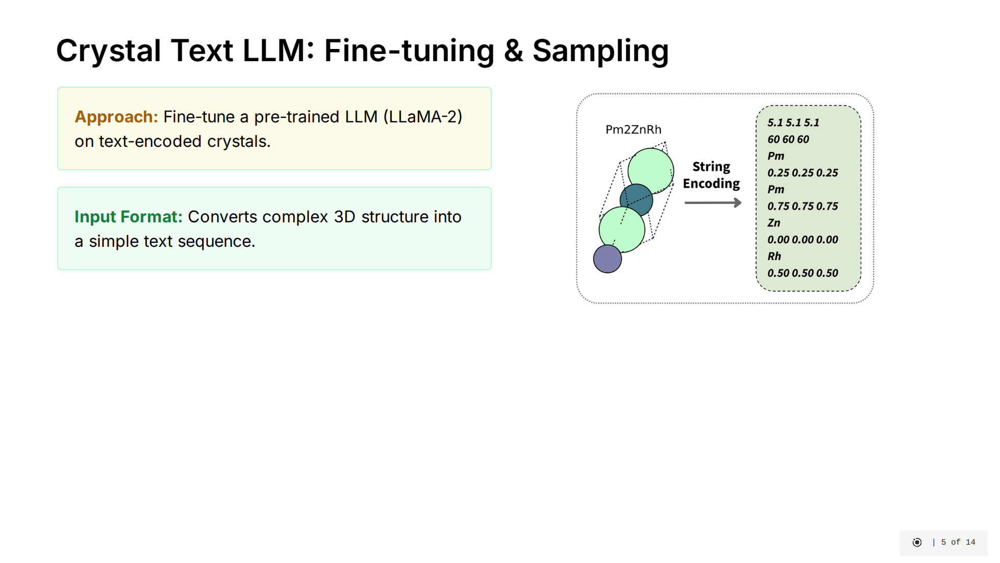 Crystal Text LLM: Fine-tuning & Sampling
Approach: Fine-tune a pre-trained LLM (LLaMA-2)
on text-encoded crystals.
Input Format: Converts complex 3D structure into
a simple text sequence.
Pm2ZnRh
String
Encoding
5.1 5.1 5.1
60 60 60
Pm
0.25 0.25 0.25
Pm
0.75 0.75 0.75
Zn
0.00 0.00 0.00
Rh
0.50 0.50 0.50
| 5 of 14